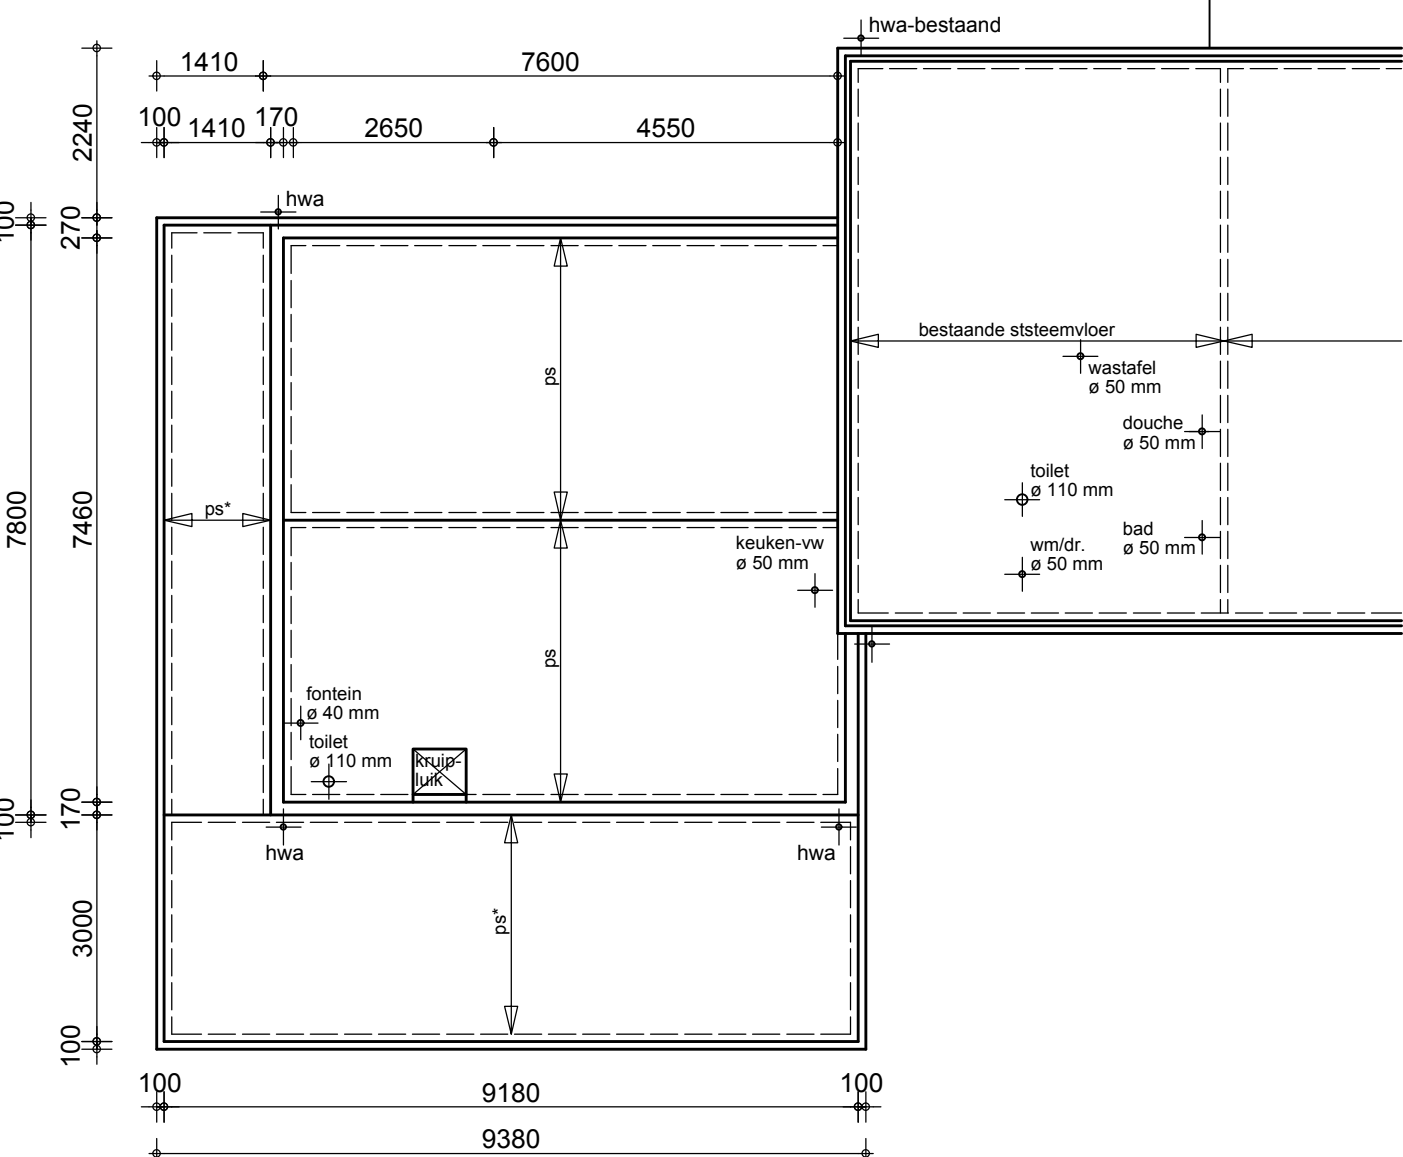 hwa-bestaand
1410
7600
100
1410
170
2650
4550
2240
hwa
100
270
bestaande ststeemvloer
wastafel
ø 50 mm
ps
douche
ø 50 mm
toilet
ø 110 mm
7800
7460
ps*
keuken-vw
ø 50 mm
wm/dr.
ø 50 mm
bad
ø 50 mm
ps
fontein
ø 40 mm
toilet
ø 110 mm
kruip-
luik
100
170
hwa
hwa
3000
ps*
100
100
9180
100
9380